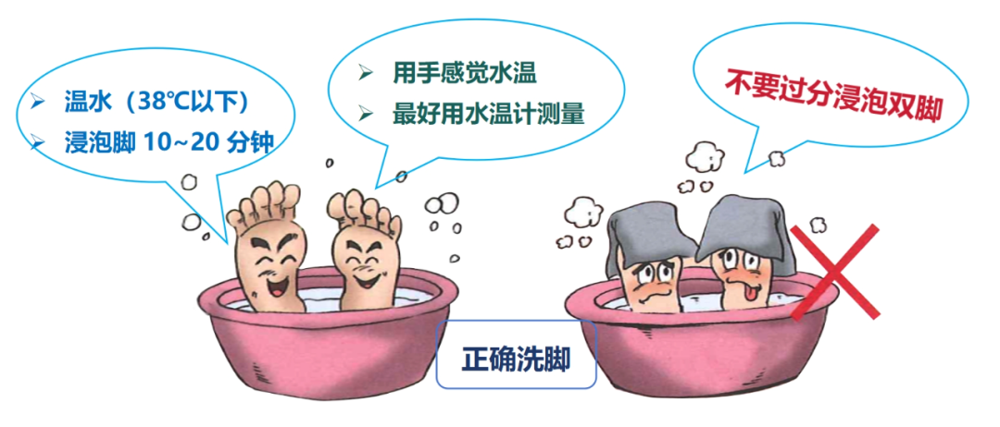 温水（38℃以下）
浸泡脚 10~20 分钟
用手感觉水温
最好用水温计测量
不要过分浸泡双脚
正确洗脚